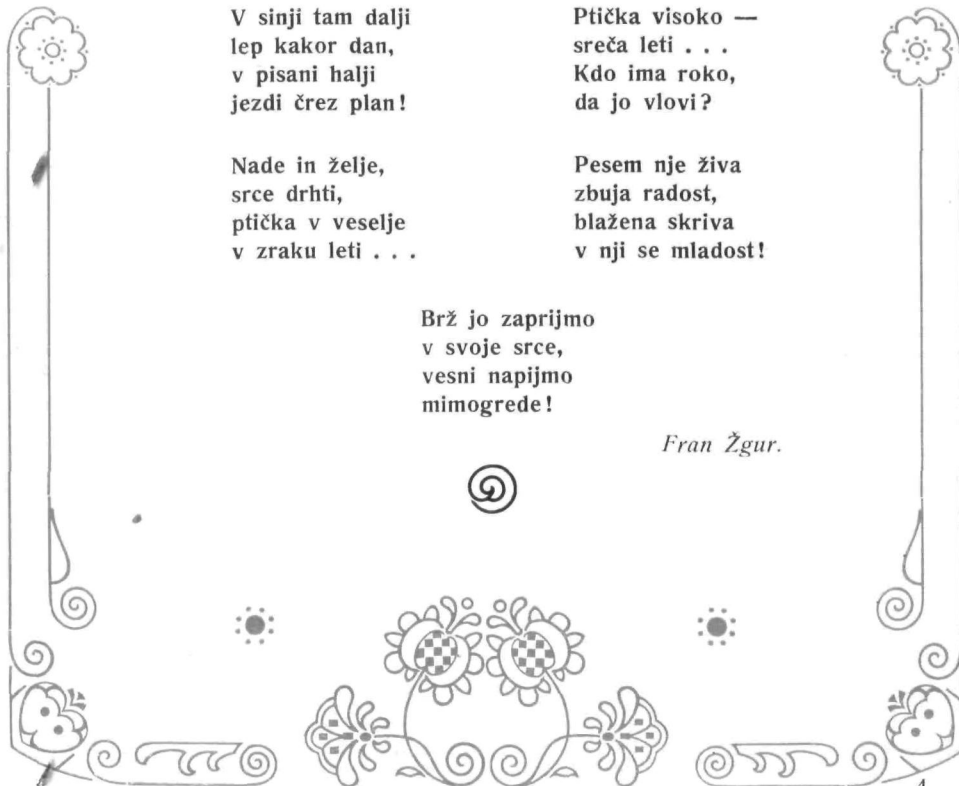 V sinji tam dalji
lep kakor dan,
v pisani halji
jezdi črez plan!
Nade in želje,
srce drhti,
ptička v veselje
v zraku leti . . .
Ptička visoko —
sreča leti . . .
Kdo ima roko,
da jo vlovi?
Pesem nje živa
zbuja radost,
blažena skriva
v nji se mladost!
Brž jo zaprijmo
v svoje srce,
vesni napijmo
mimogrede!
Fran Žgur.